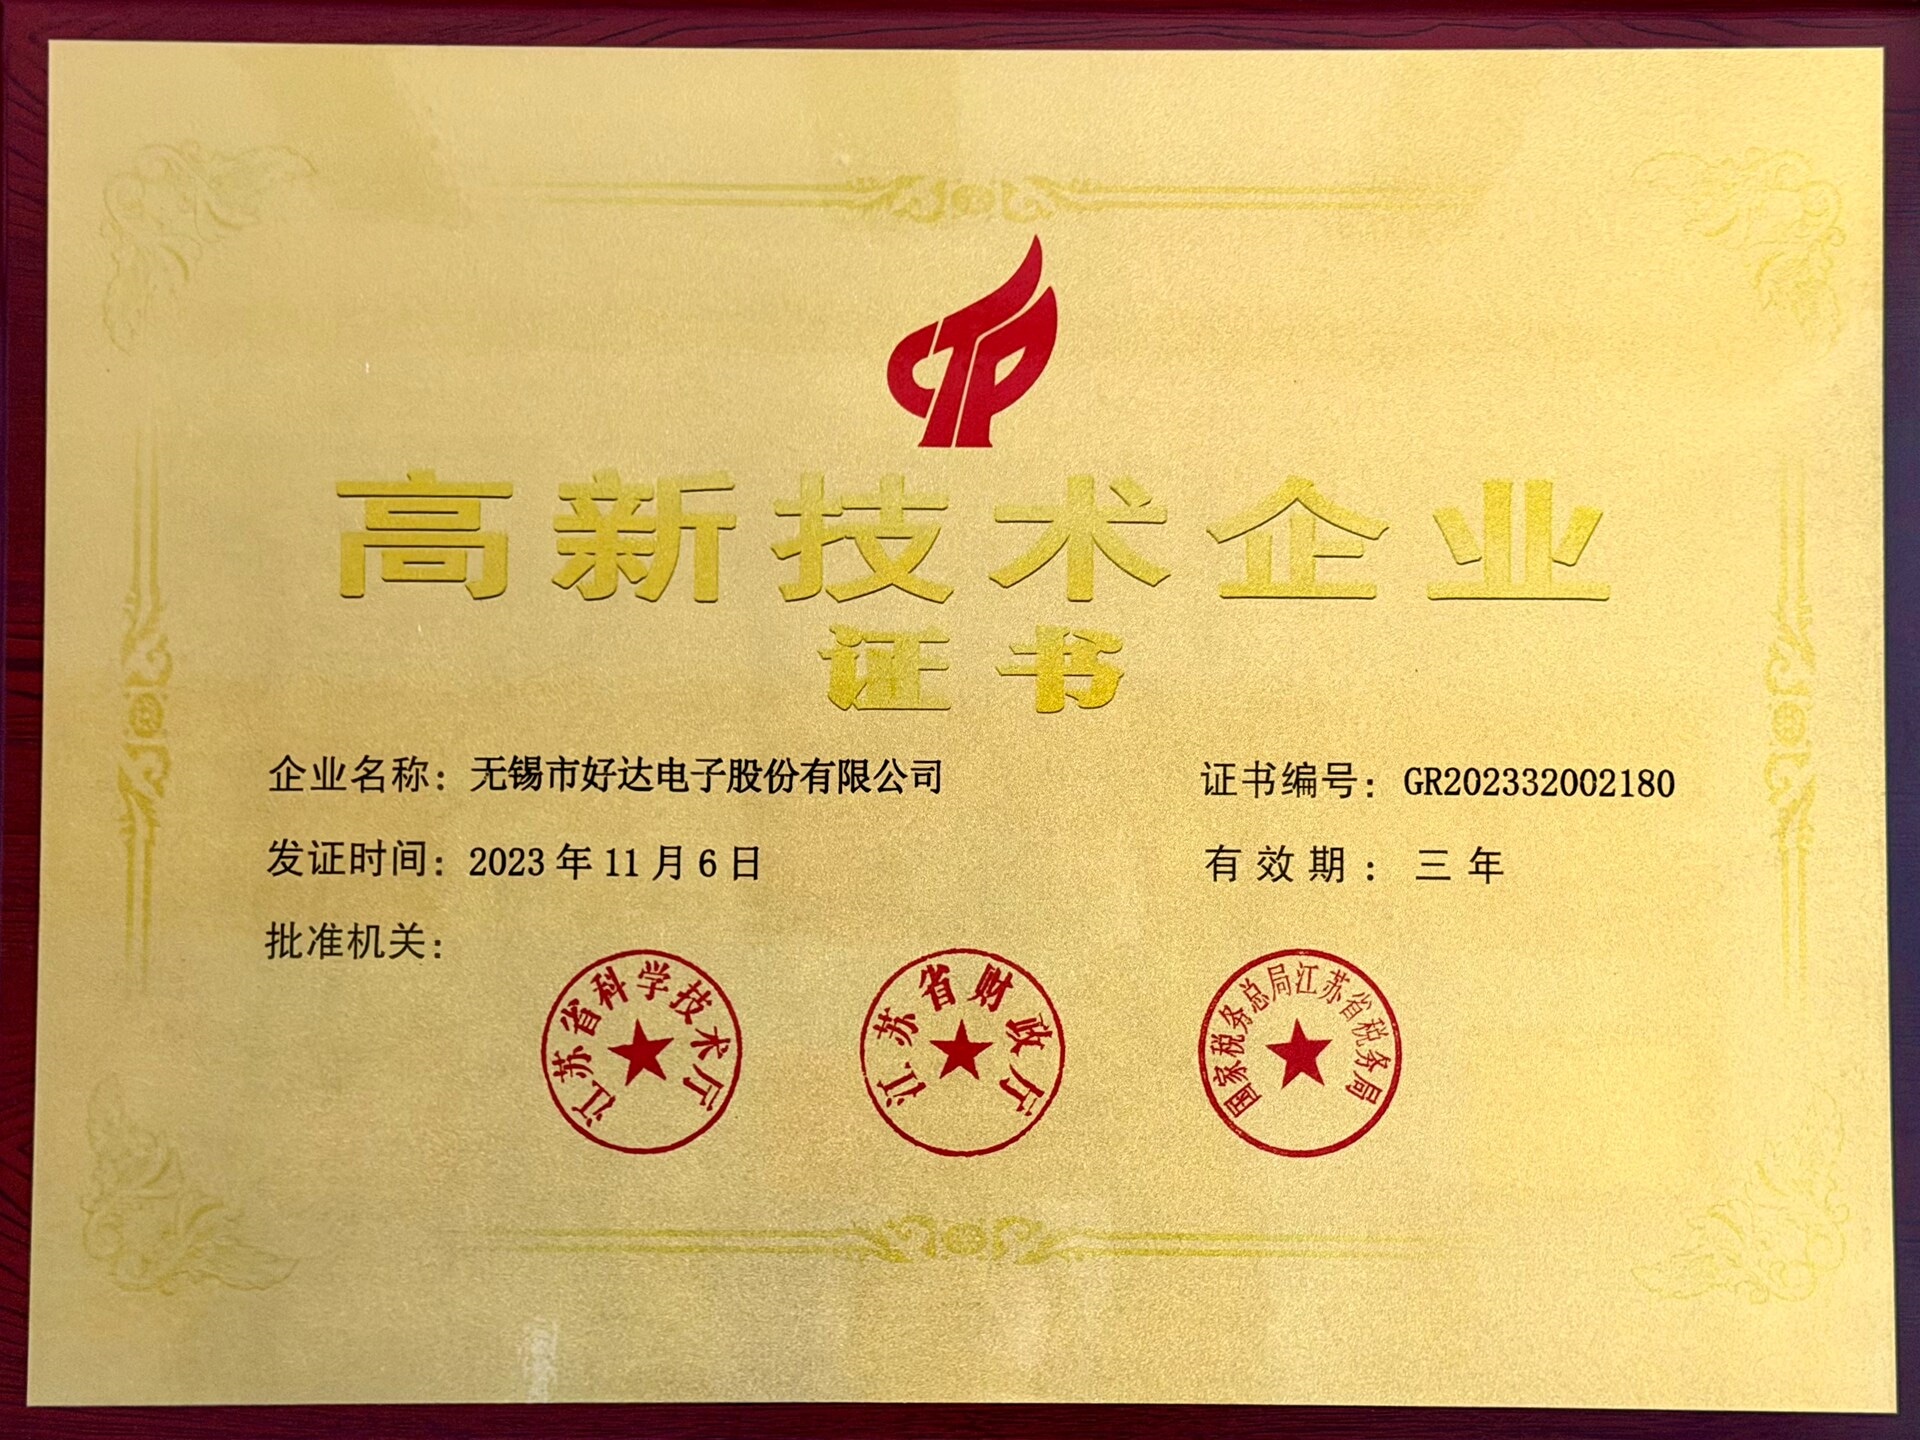 高新技术企业
证书
企业名称：无锡市好达电子股份有限公司
证书编号：GR202332002180
发证时间：2023年11月6日
有效期：三年
批准机关：
江苏省科学技术厅
江苏省财政厅
国家税务总局江苏省税务局